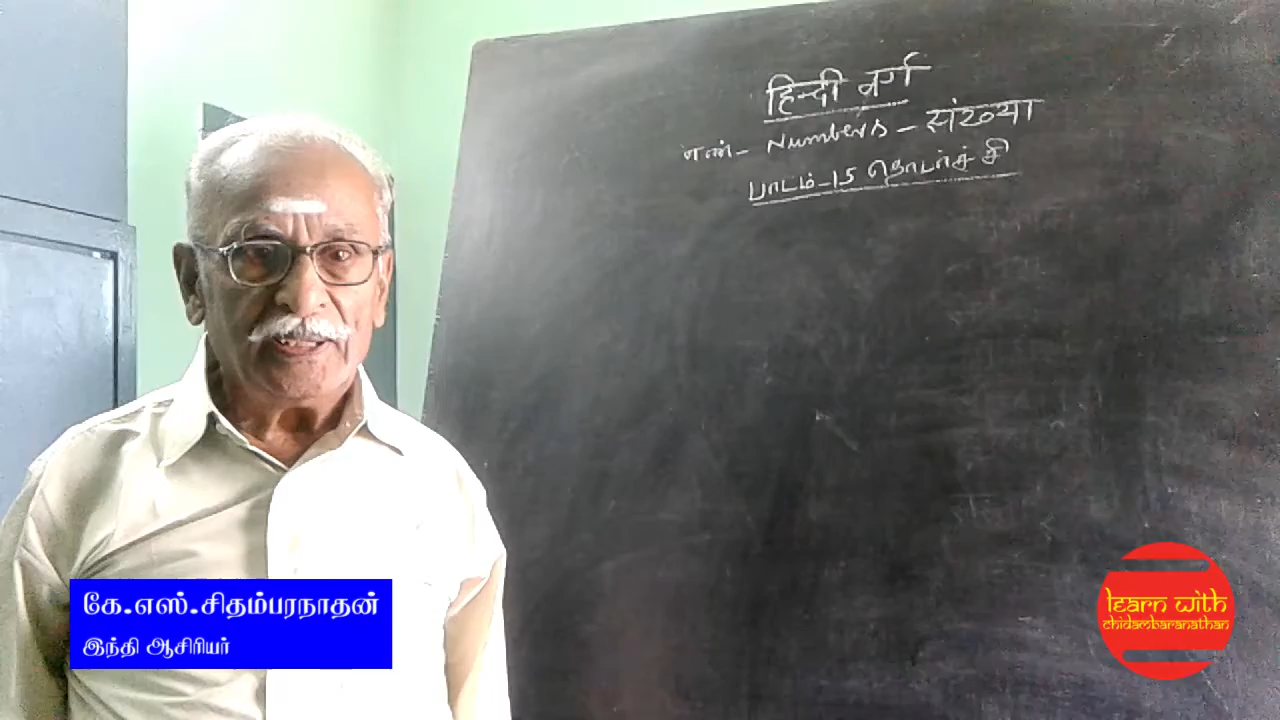 हिन्दी वर्ग
எண் - Numbers - संख्या
பாடம் - 15 தொடர்ச்சி
கே.எஸ்.சிதம்பரநாதன்
இந்தி ஆசிரியர்
LEARN WITH
CHIDAMBARANATHAN